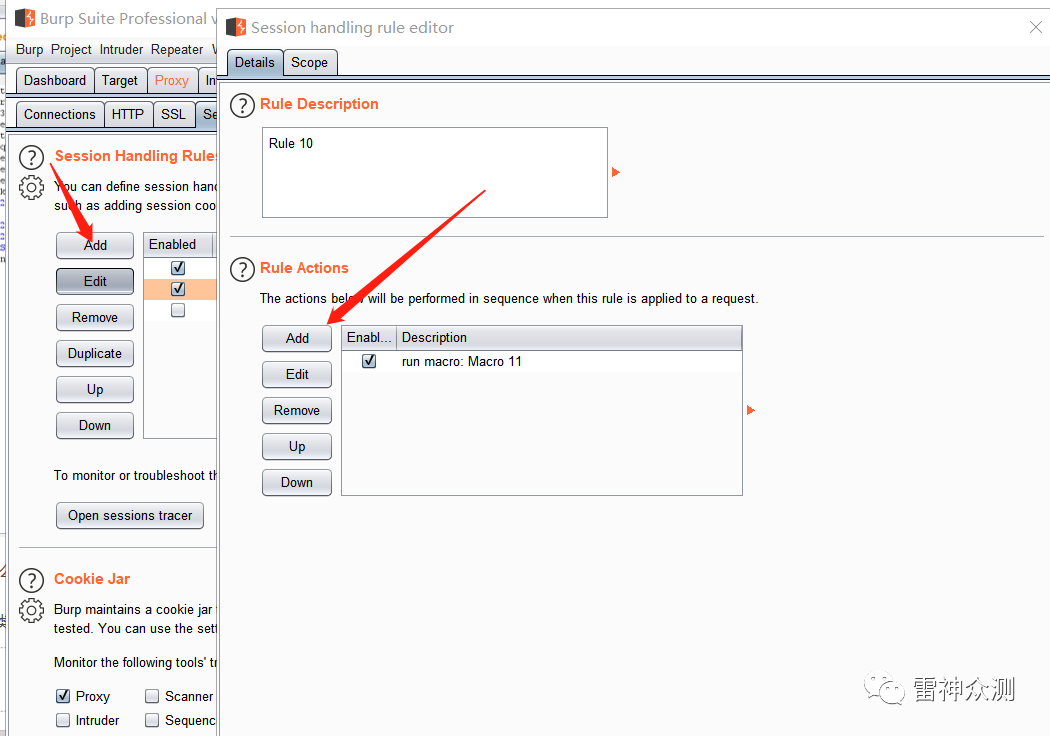 Burp Suite Professional v
Burp Project Intruder Repeater
Dashboard Target Proxy In
Connections HTTP SSL Se
Session Handling Rules
You can define session hand
such as adding session coo
Add
Edit
Remove
Duplicate
Up
Down
Enabled
To monitor or troubleshoot th
Open sessions tracer
Cookie Jar
Burp maintains a cookie jar
tested. You can use the sett
Monitor the following tools' tr
Proxy Scanner
Intruder Sequenc
Session handling rule editor
Details Scope
Rule Description
Rule 10
Rule Actions
The actions below will be performed in sequence when this rule is applied to a request.
Add
Edit
Remove
Up
Down
Enabl... Description
run macro: Macro 11
雷神众测